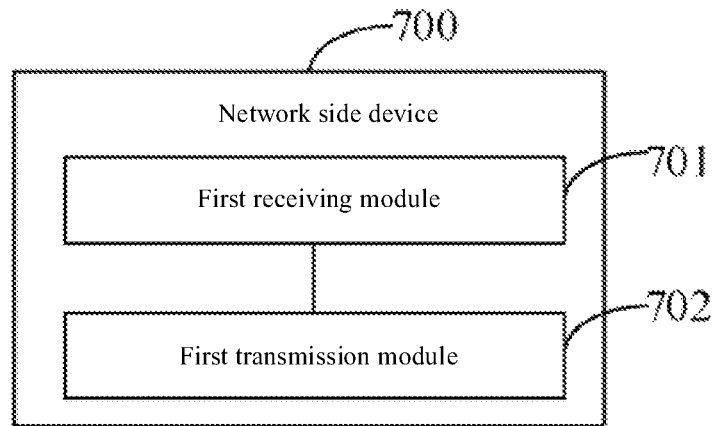 700
Network side device
701
First receiving module
702
First transmission module